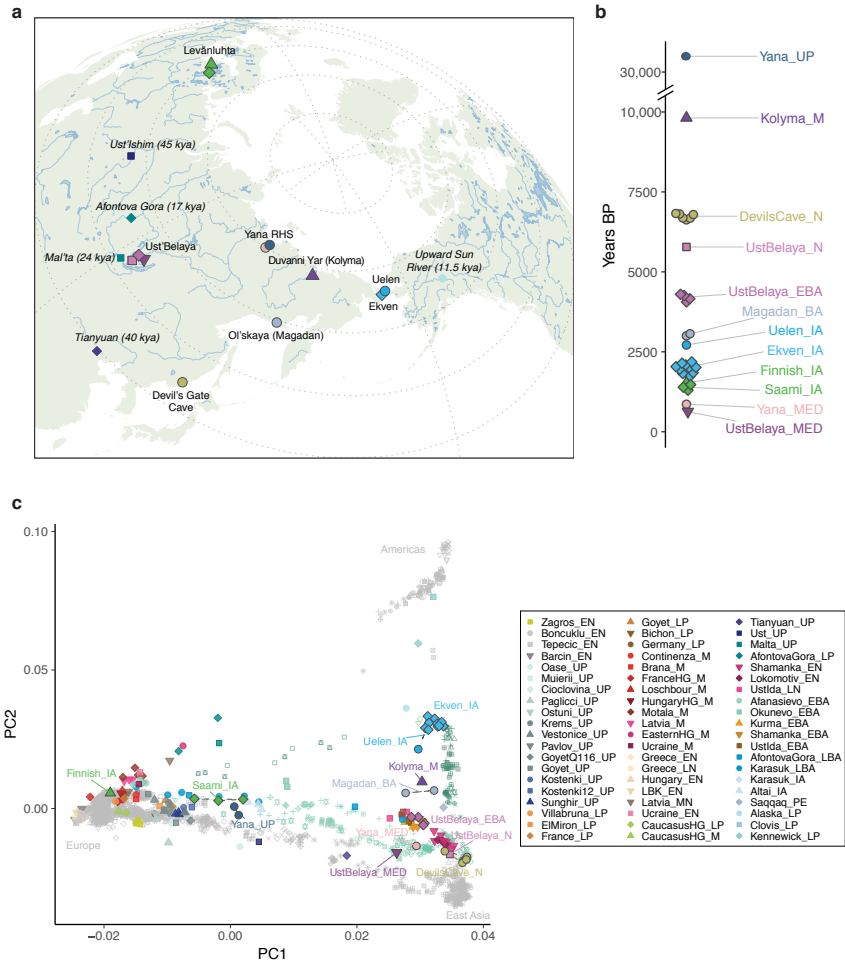 a
Levänluhta
Ust'Ishim (45 kya)
Afontova Gora (17 kya)
Mal'ta (24 kya)
Ust'Belaya
Yana RHS
Duvanni Yar (Kolyma)
Upward Sun
River (11.5 kya)
Uelen
Ekven
Ol'skaya (Magadan)
Tianyuan (40 kya)
Devil's Gate
Cave
b
Years BP
30,000
10,000
7500
5000
2500
0
Yana_UP
Kolyma_M
DevilsCave_N
UstBelaya_N
UstBelaya_EBA
Magadan_BA
Uelen_IA
Ekven_IA
Finnish_IA
Saami_IA
Yana_MED
UstBelaya_MED
c
PC2
0.10
0.05
0.00
−0.02
0.00
0.02
0.04
PC1
Americas
Ekven_IA
Uelen_IA
Kolyma_M
Magadan_BA
Finnish_IA
Saami_IA
Yana_UP
Europe
UstBelaya_EBA
Yana_MED
UstBelaya_N
UstBelaya_MED
DevilsCave_N
East Asia
Zagros_EN
Boncuklu_EN
Tepecic_EN
Barcin_EN
Oase_UP
Muierii_UP
Cioclovina_UP
Paglicci_UP
Ostuni_UP
Krems_UP
Vestonice_UP
Pavlov_UP
GoyetQ116_UP
Goyet_UP
Kostenki_UP
Kostenki12_UP
Sunghir_UP
Villabruna_LP
ElMiron_LP
France_LP
Goyet_LP
Bichon_LP
Germany_LP
Continenza_M
Brana_M
FranceHG_M
Loschbour_M
HungaryHG_M
Motala_M
Latvia_M
EasternHG_M
Ucraine_M
Greece_EN
Greece_LN
Hungary_EN
LBK_EN
Latvia_MN
Ucraine_EN
CaucasusHG_LP
CaucasusHG_M
Tianyuan_UP
Ust_UP
Malta_UP
AfontovaGora_LP
Shamanka_EN
Lokomotiv_EN
UstIda_LN
Afanasievo_EBA
Okunevo_EBA
Kurma_EBA
Shamanka_EBA
UstIda_EBA
AfontovaGora_LBA
Karasuk_LBA
Karasuk_IA
Altai_IA
Saqqaq_PE
Alaska_LP
Clovis_LP
Kennewick_LP